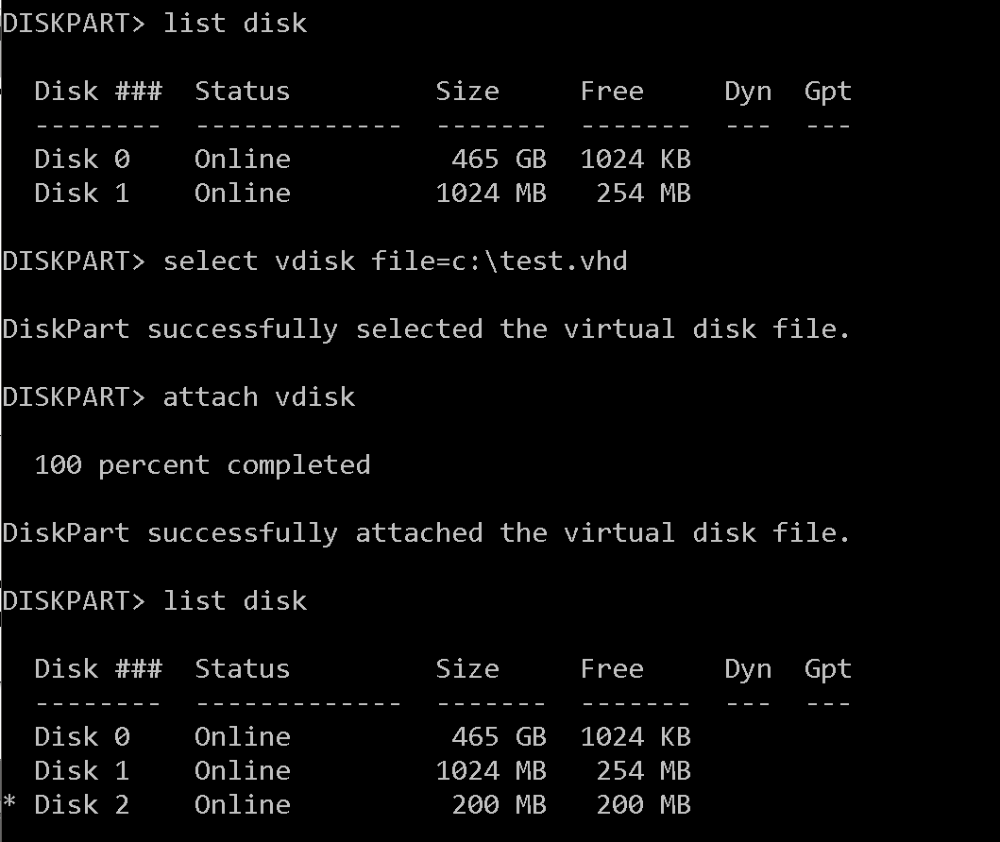 DISKPART> list disk
  Disk ###  Status         Size     Free     Dyn  Gpt
  --------  -------------  -------  -------  ---  ---
  Disk 0    Online          465 GB  1024 KB
  Disk 1    Online         1024 MB   254 MB
DISKPART> select vdisk file=c:\test.vhd
DiskPart successfully selected the virtual disk file.
DISKPART> attach vdisk
  100 percent completed
DiskPart successfully attached the virtual disk file.
DISKPART> list disk
  Disk ###  Status         Size     Free     Dyn  Gpt
  --------  -------------  -------  -------  ---  ---
  Disk 0    Online          465 GB  1024 KB
  Disk 1    Online         1024 MB   254 MB
* Disk 2    Online          200 MB   200 MB